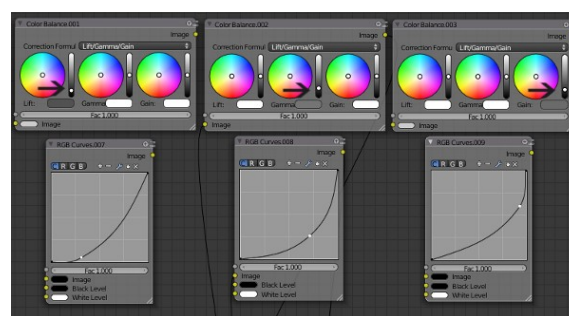 Color Balance.001
Image
Correction Formul Lift/Gamma/Gain
Lift: Gamma: Gain:
Fac 1.000
Image
Color Balance.002
Image
Correction Formu Lift/Gamma/Gain
Lift: Gamma: Gain:
Fac 1.000
Image
Color Balance.003
Image
Correction Formu Lift/Gamma/Gain
Lift: Gamma: Gain:
Fac 1.000
Image
RGB Curves.007
Image
C R G B
Fac 1.000
Image
Black Level
White Level
RGB Curves.008
Image
C R G B
Fac 1.000
Image
Black Level
White Level
RGB Curves.009
Image
C R G B
Fac 1.000
Image
Black Level
White Level